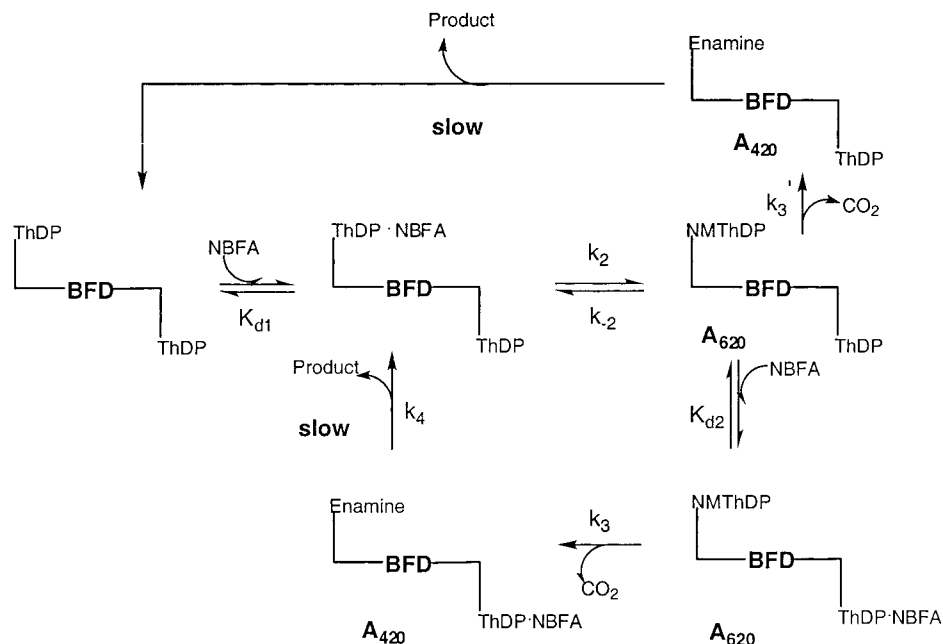 Product
Enamine
BFD
ThDP
A420
slow
k3'
CO2
ThDP
BFD
ThDP
NBFA
Kd1
ThDP · NBFA
BFD
ThDP
k2
k-2
NMThDP
BFD
ThDP
A620
Product
k4
slow
NBFA
Kd2
Enamine
BFD
ThDP·NBFA
A420
k3
CO2
NMThDP
BFD
ThDP·NBFA
A620